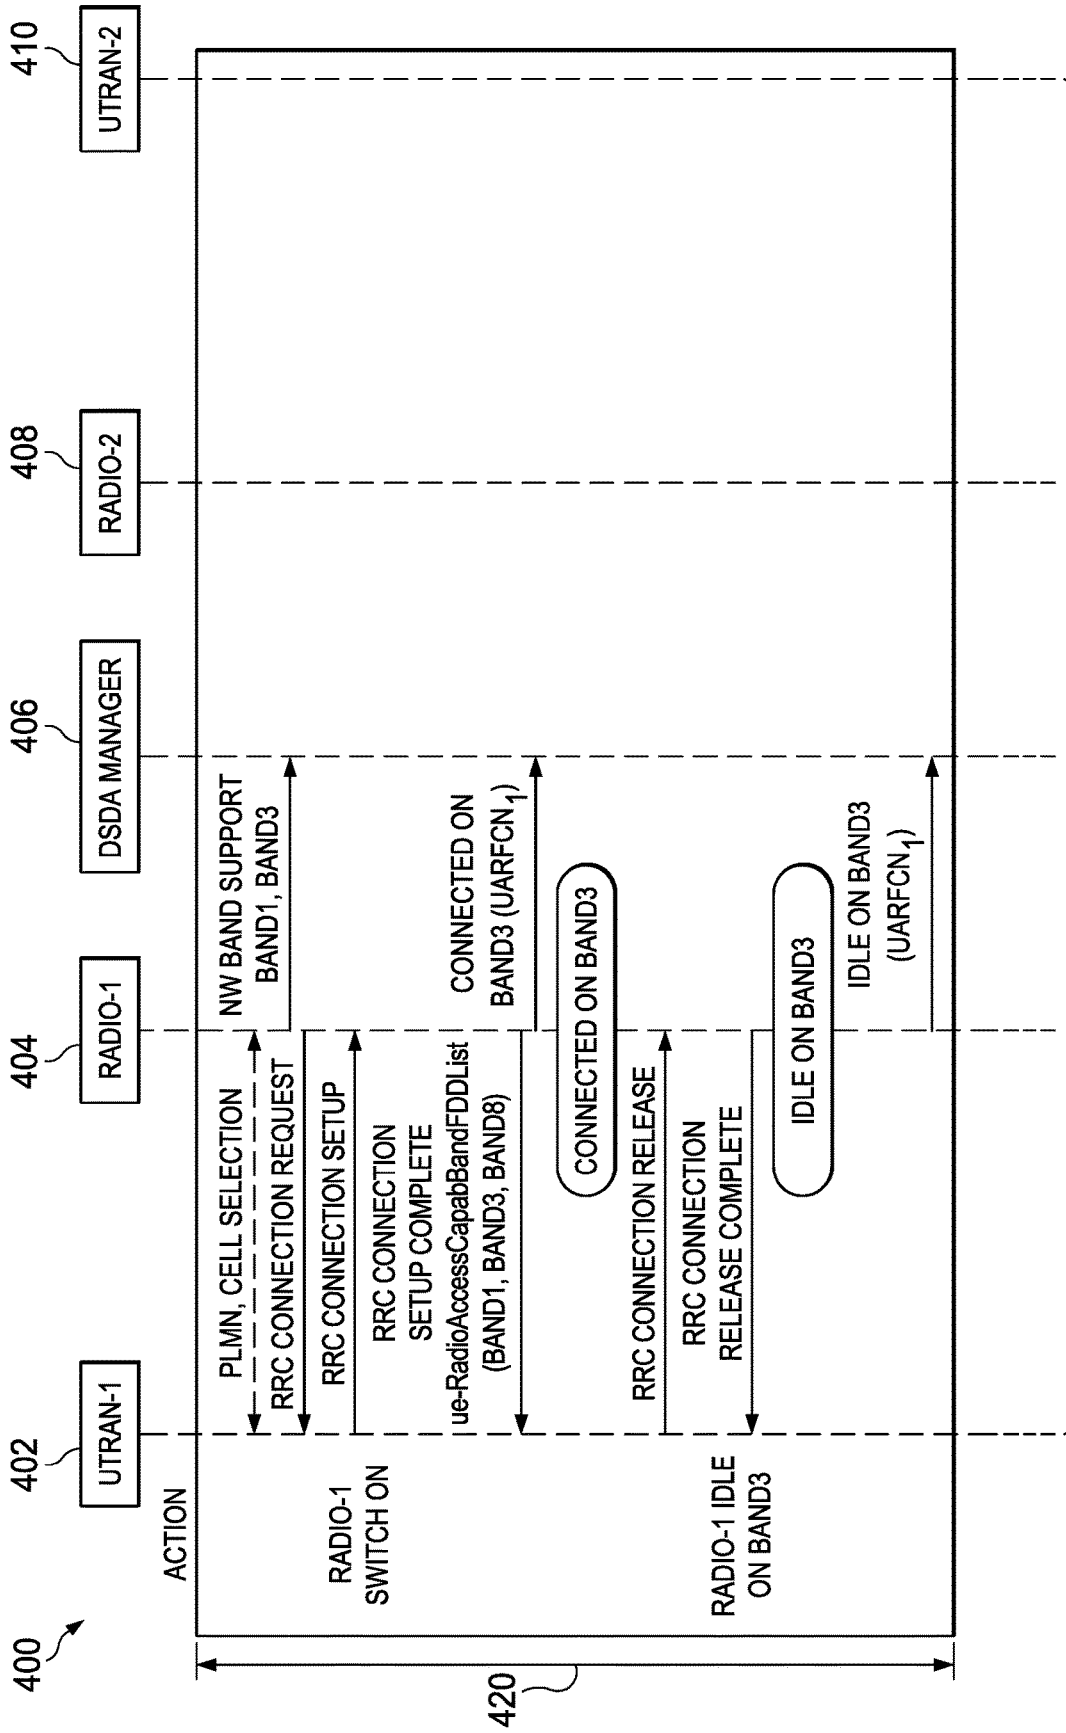 400
402
404
406
408
410
UTRAN-1
RADIO-1
DSDA MANAGER
RADIO-2
UTRAN-2
ACTION
420
RADIO-1
SWITCH ON
PLMN, CELL SELECTION
NW BAND SUPPORT
BAND1, BAND3
RRC CONNECTION REQUEST
RRC CONNECTION SETUP
RRC CONNECTION
SETUP COMPLETE
ue-RadioAccessCapabBandFDDList
(BAND1, BAND3, BAND8)
CONNECTED ON
BAND3 (UARFCN1)
CONNECTED ON BAND3
RRC CONNECTION RELEASE
RADIO-1 IDLE
ON BAND3
RRC CONNECTION
RELEASE COMPLETE
IDLE ON BAND3
IDLE ON BAND3
(UARFCN1)